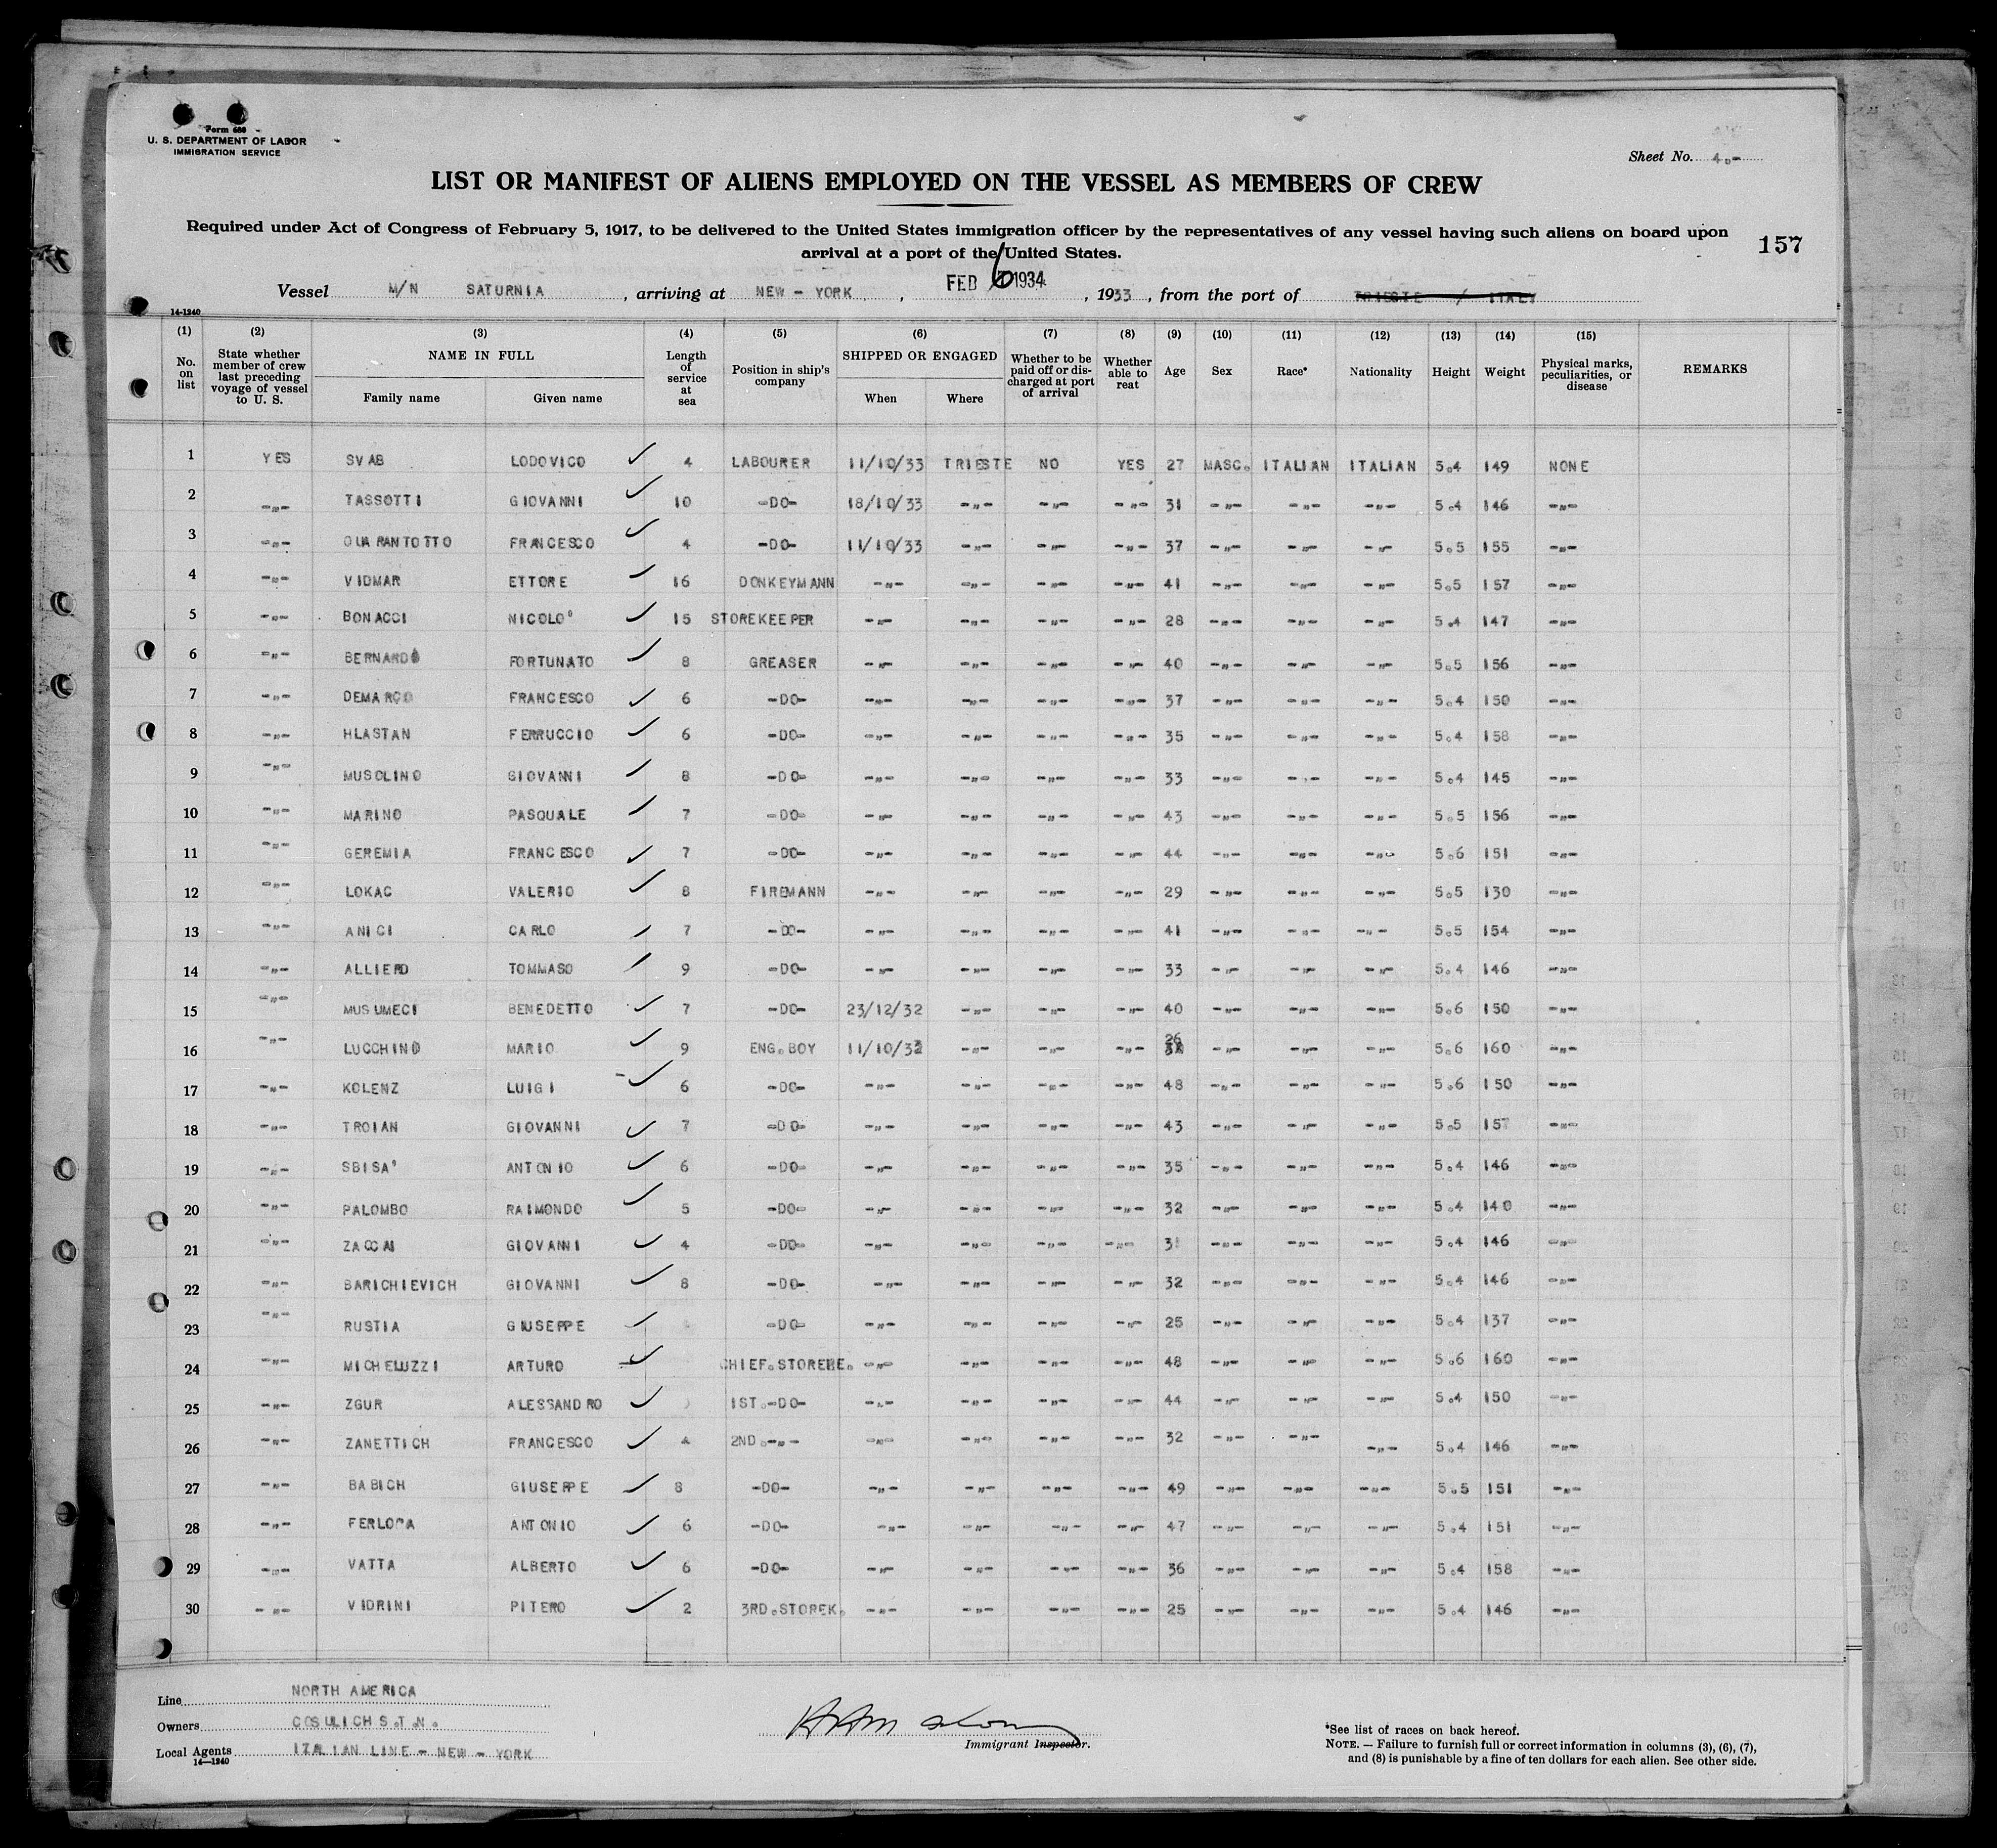 Form 680
U. S. DEPARTMENT OF LABOR
IMMIGRATION SERVICE
Sheet No. 4.-
LIST OR MANIFEST OF ALIENS EMPLOYED ON THE VESSEL AS MEMBERS OF CREW
Required under Act of Congress of February 5, 1917, to be delivered to the United States immigration officer by the representatives of any vessel having such aliens on board upon
arrival at a port of the United States.
157
Vessel M/N SATURNIA, arriving at NEW - YORK, FEB 6 1934, 1933, from the port of TRIESTE / ITALY
14-1240
(1) (2) (3) (4) (5) (6) (7) (8) (9) (10) (11) (12) (13) (14) (15)
No. on list | State whether member of crew last preceding voyage of vessel to U. S. | NAME IN FULL Family name Given name | Length of service at sea | Position in ship's company | SHIPPED OR ENGAGED When Where | Whether to be paid off or discharged at port of arrival | Whether able to reat | Age | Sex | Race* | Nationality | Height | Weight | Physical marks, peculiarities, or disease | REMARKS
1 YES SVAB LODOVICO ✓ 4 LABOURER 11/10/33 TRIESTE NO YES 27 MASC. ITALIAN ITALIAN 5.4 149 NONE
2 -"- TASSOTTI GIOVANNI ✓ 10 -DO- 18/10/33 -"- -"- -"- 31 -"- -"- -"- 5.4 146 -"-
3 -"- QUARANTOTTO FRANCESCO ✓ 4 -DO- 11/10/33 -"- -"- -"- 37 -"- -"- -"- 5.5 155 -"-
4 -"- VIDMAR ETTORE ✓ 16 DONKEYMANN -"- -"- -"- -"- 41 -"- -"- -"- 5.5 157 -"-
5 -"- BONACCI NICOLO' ✓ 15 STOREKEEPER -"- -"- -"- -"- 28 -"- -"- -"- 5.4 147 -"-
6 -"- BERNARDO FORTUNATO ✓ 8 GREASER -"- -"- -"- -"- 40 -"- -"- -"- 5.5 156 -"-
7 -"- DEMARCO FRANCESCO ✓ 6 -DO- -"- -"- -"- -"- 37 -"- -"- -"- 5.4 150 -"-
8 -"- HLASTAN FERRUCCIO ✓ 6 -DO- -"- -"- -"- -"- 35 -"- -"- -"- 5.4 158 -"-
9 -"- MUSOLINO GIOVANNI ✓ 8 -DO- -"- -"- -"- -"- 33 -"- -"- -"- 5.4 145 -"-
10 -"- MARINO PASQUALE ✓ 7 -DO- -"- -"- -"- -"- 43 -"- -"- -"- 5.5 156 -"-
11 -"- GEREMIA FRANCESCO ✓ 7 -DO- -"- -"- -"- -"- 44 -"- -"- -"- 5.6 151 -"-
12 -"- LOKAC VALERIO ✓ 8 FIREMANN -"- -"- -"- -"- 29 -"- -"- -"- 5.5 130 -"-
13 -"- ANICI CARLO ✓ 7 -DO- -"- -"- -"- -"- 41 -"- -"- -"- 5.5 154 -"-
14 -"- ALLIERO TOMMASO ✓ 9 -DO- -"- -"- -"- -"- 33 -"- -"- -"- 5.4 146 -"-
15 -"- MUSUMECI BENEDETTO ✓ 7 -DO- 23/12/32 -"- -"- -"- 40 -"- -"- -"- 5.6 150 -"-
16 -"- LUCCHINO MARIO ✓ 9 ENG.BOY 11/10/33 -"- -"- -"- 26 -"- -"- -"- 5.6 160 -"-
17 -"- KOLENZ LUIGI ✓ 6 -DO- -"- -"- -"- -"- 48 -"- -"- -"- 5.6 150 -"-
18 -"- TROIAN GIOVANNI ✓ 7 -DO- -"- -"- -"- -"- 43 -"- -"- -"- 5.5 157 -"-
19 -"- SBISA' ANTONIO ✓ 6 -DO- -"- -"- -"- -"- 35 -"- -"- -"- 5.4 146 -"-
20 -"- PALOMBO RAIMONDO ✓ 5 -DO- -"- -"- -"- -"- 32 -"- -"- -"- 5.4 140 -"-
21 -"- ZACCAI GIOVANNI ✓ 4 -DO- -"- -"- -"- -"- 31 -"- -"- -"- 5.4 146 -"-
22 -"- BARICHIEVICH GIOVANNI ✓ 8 -DO- -"- -"- -"- -"- 32 -"- -"- -"- 5.4 146 -"-
23 -"- RUSTIA GIUSEPPE ✓ -DO- -"- -"- -"- -"- 25 -"- -"- -"- 5.4 137 -"-
24 -"- MICHELUZZI ARTURO ✓ CHIEF.STOREKE. -"- -"- -"- -"- 48 -"- -"- -"- 5.6 160 -"-
25 -"- ZGUR ALESSANDRO ✓ 1ST.-DO- -"- -"- -"- -"- 44 -"- -"- -"- 5.4 150 -"-
26 -"- ZANETTICH FRANCESCO ✓ 4 2ND.-"- -"- -"- -"- -"- 32 -"- -"- -"- 5.4 146 -"-
27 -"- BABICH GIUSEPPE ✓ 8 -DO- -"- -"- -"- -"- 49 -"- -"- -"- 5.5 151 -"-
28 -"- FERLORA ANTONIO ✓ 6 -DO- -"- -"- -"- -"- 47 -"- -"- -"- 5.4 151 -"-
29 -"- VATTA ALBERTO ✓ 6 -DO- -"- -"- -"- -"- 36 -"- -"- -"- 5.4 158 -"-
30 -"- VIDRINI PITERO ✓ 2 3RD.STOREK. -"- -"- -"- -"- 25 -"- -"- -"- 5.4 146 -"-
Line NORTH AMERICA
Owners COSULICH S.T.N.
Local Agents ITALIAN LINE - NEW - YORK
14-1240
Immigrant Inspector.
*See list of races on back hereof.
NOTE. — Failure to furnish full or correct information in columns (3), (6), (7),
and (8) is punishable by a fine of ten dollars for each alien. See other side.